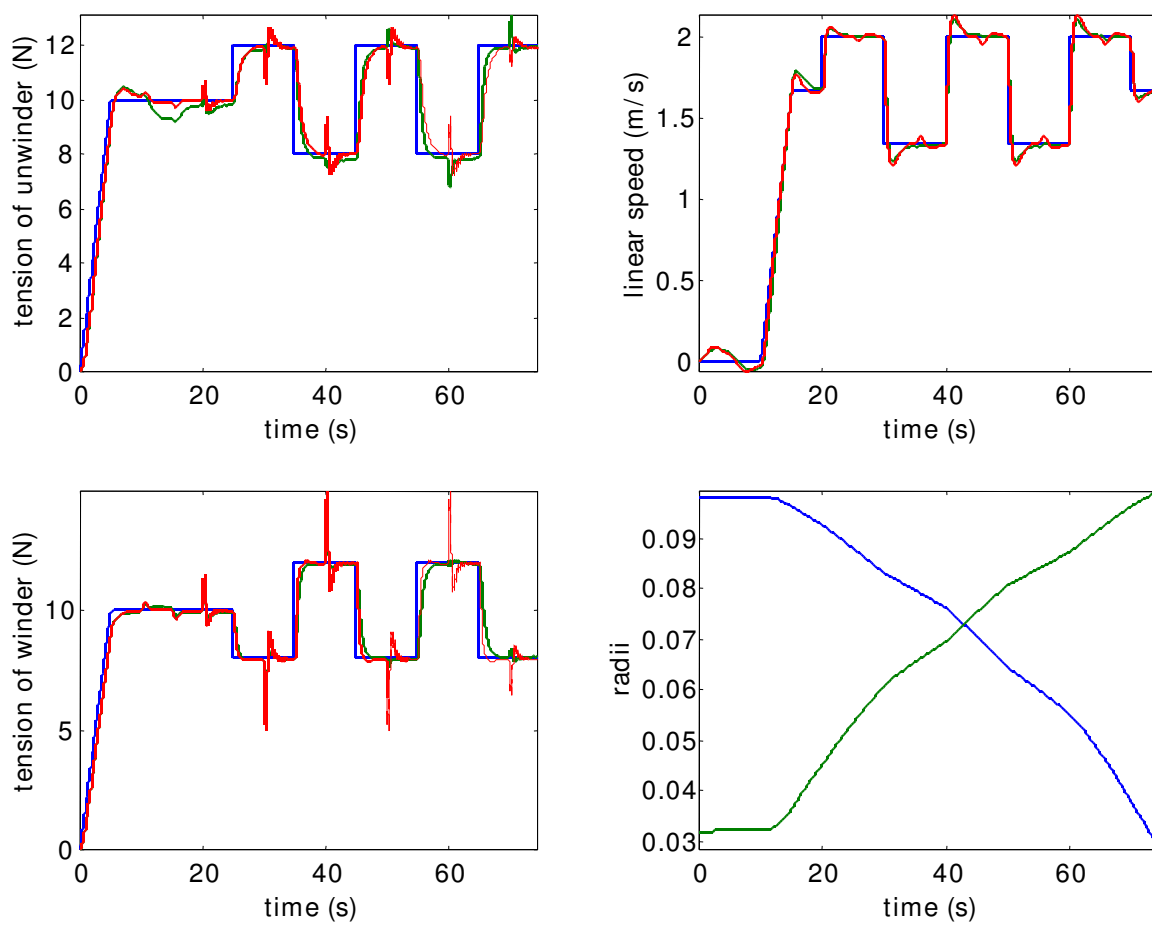 tension of unwinder (N)
12
10
8
6
4
2
0
0 20 40 60
time (s)
linear speed (m/s)
2
1.5
1
0.5
0
0 20 40 60
time (s)
tension of winder (N)
10
5
0
0 20 40 60
time (s)
radii
0.09
0.08
0.07
0.06
0.05
0.04
0.03
0 20 40 60
time (s)